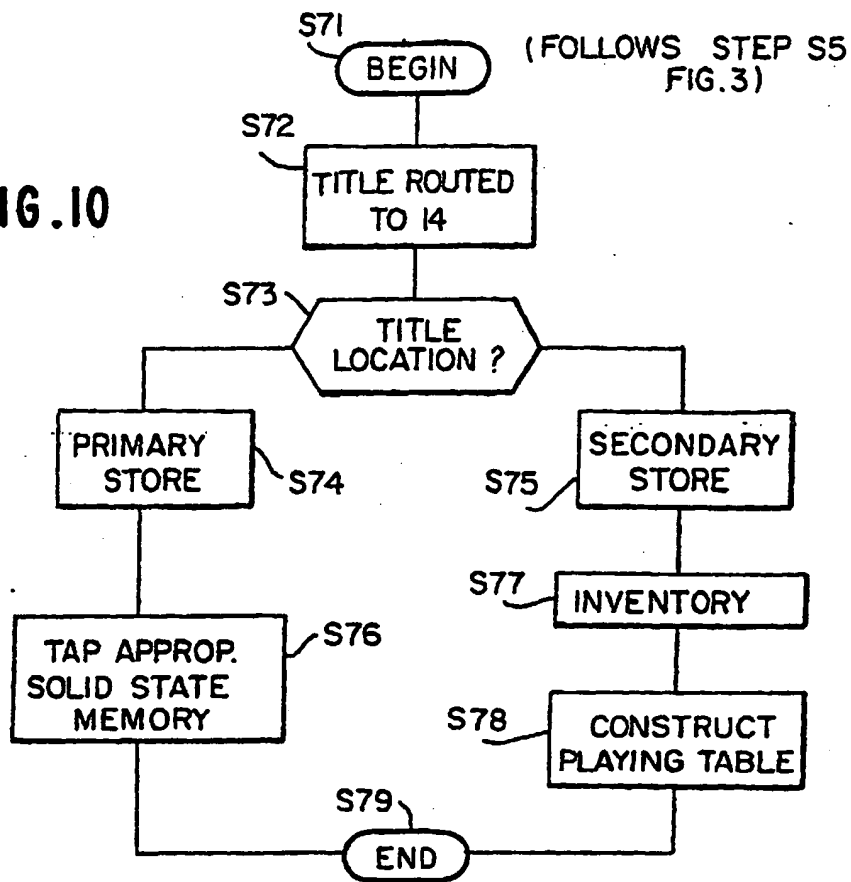 S71
BEGIN
(FOLLOWS STEP S5
FIG.3)
S72
TITLE ROUTED
TO 14
IG.10
S73
TITLE
LOCATION ?
PRIMARY
STORE
S74
SECONDARY
STORE
S75
S77
INVENTORY
TAP APPROP.
SOLID STATE
MEMORY
S76
S78
CONSTRUCT
PLAYING TABLE
S79
END